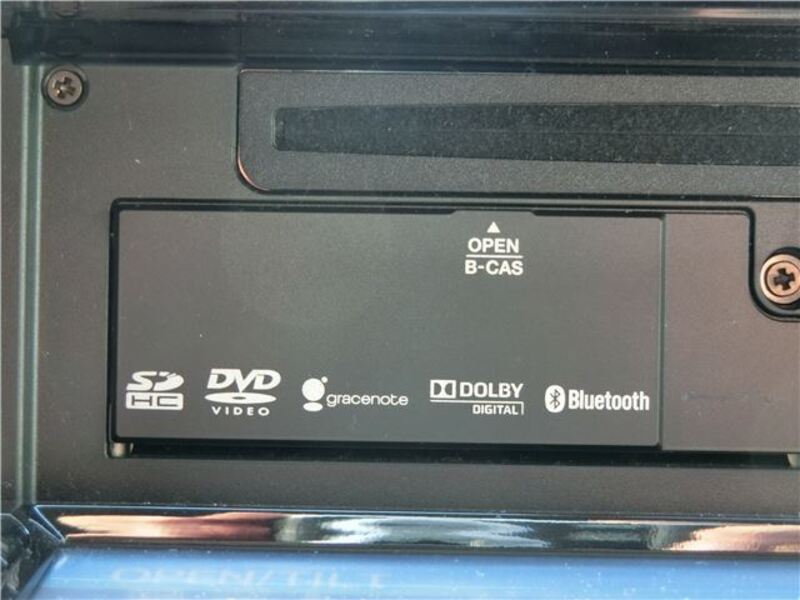 OPEN
B-CAS
SD HC
DVD VIDEO
gracenote
DOLBY DIGITAL
Bluetooth
OPEN/TILT